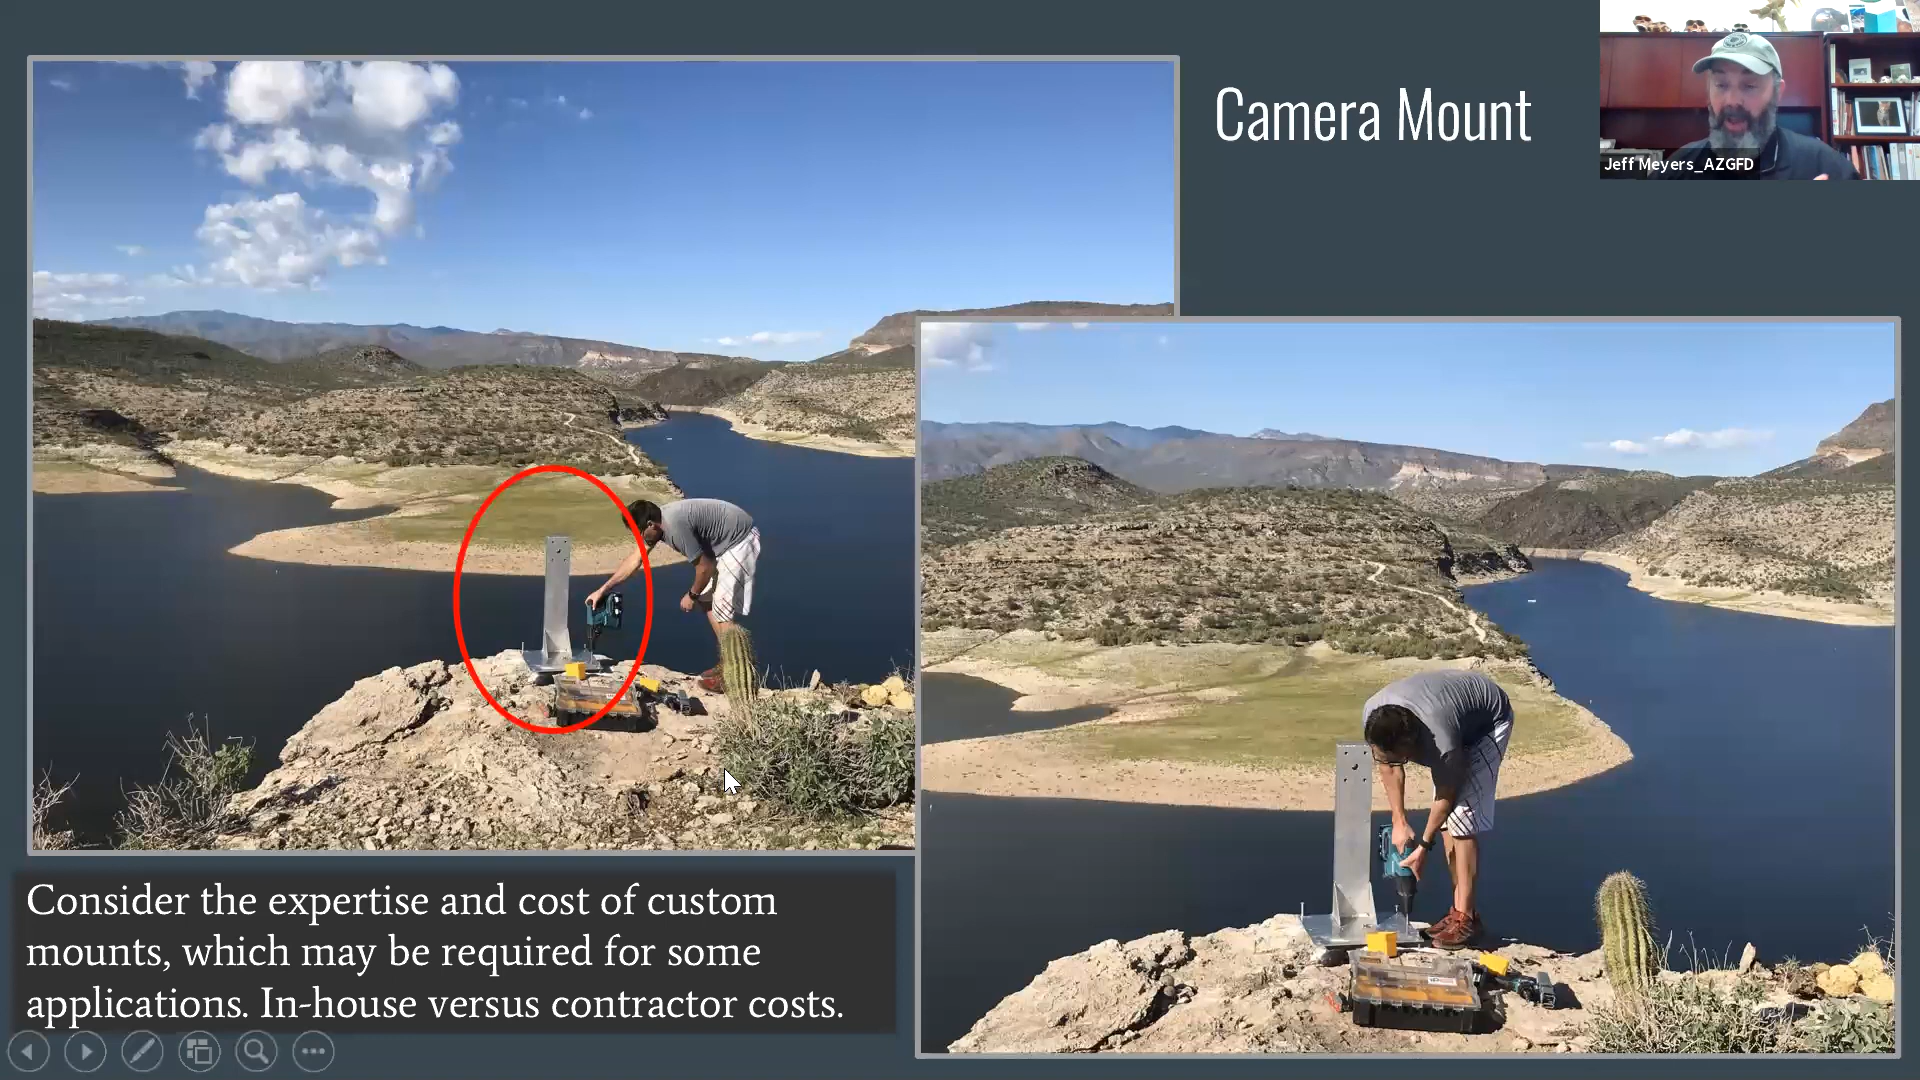 Camera Mount
Jeff Meyers_AZGFD
Consider the expertise and cost of custom
mounts, which may be required for some
applications. In-house versus contractor costs.